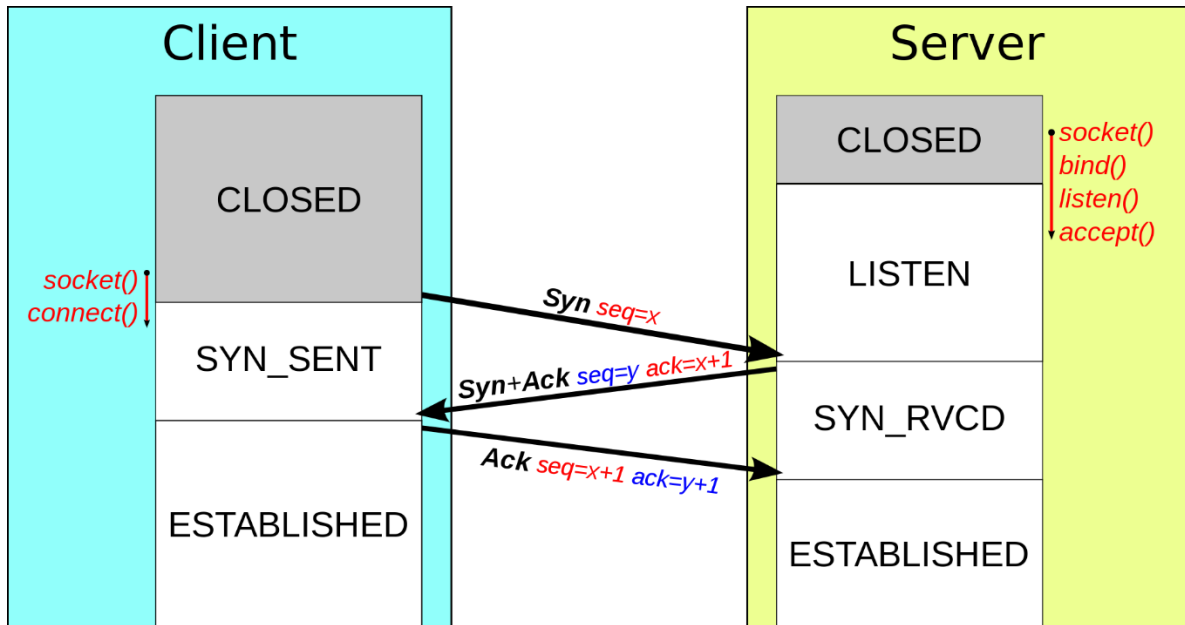 Client
CLOSED
socket()
connect()
SYN_SENT
ESTABLISHED
Syn seq=x
Syn+Ack seq=y ack=x+1
Ack seq=x+1 ack=y+1
Server
CLOSED
socket()
bind()
listen()
accept()
LISTEN
SYN_RVCD
ESTABLISHED